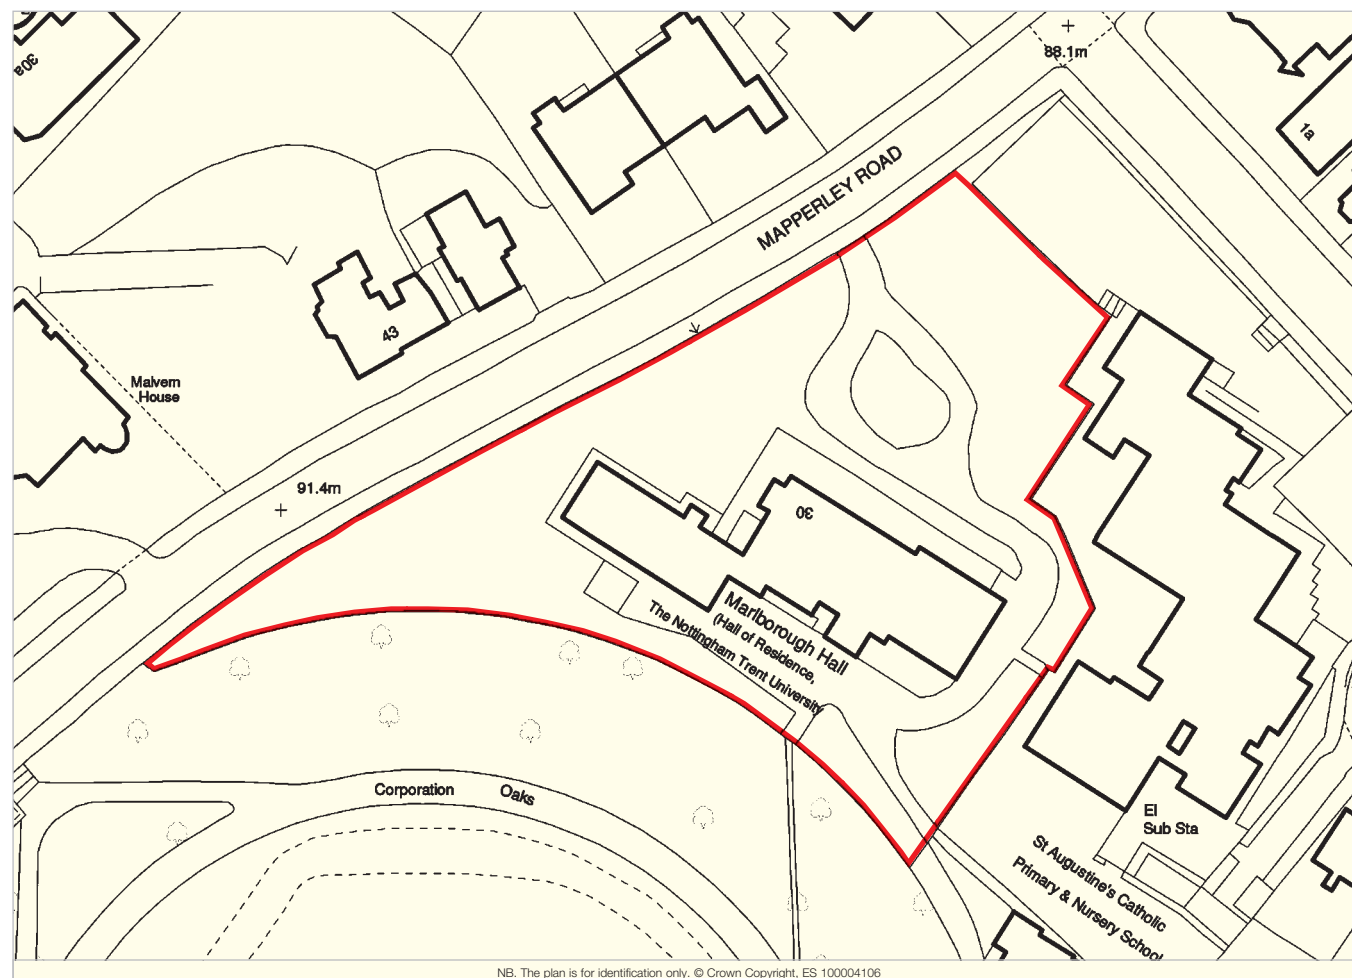 30a
88.1m
1a
MAPPERLEY ROAD
43
Malvern
House
91.4m
30
Marlborough Hall
(Hall of Residence,
The Nottingham Trent University
Corporation Oaks
El
Sub Sta
St Augustine's Catholic
Primary & Nursery School
NB. The plan is for identification only. © Crown Copyright, ES 100004106